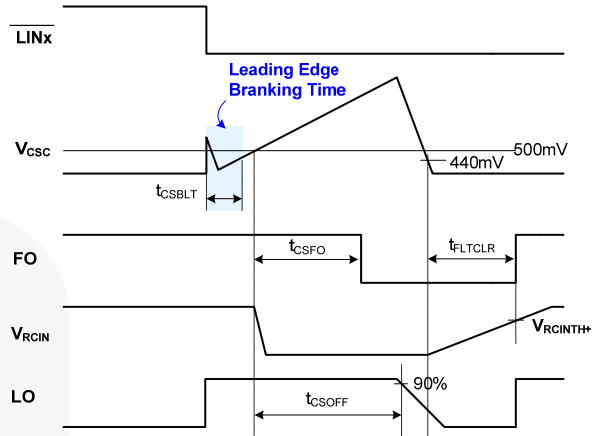 LINx
Leading Edge
Branking Time
VCSC
500mV
440mV
tCSBLT
FO
tCSFO
tFLTCLR
VRCIN
VRCINTH+
LO
90%
tCSOFF